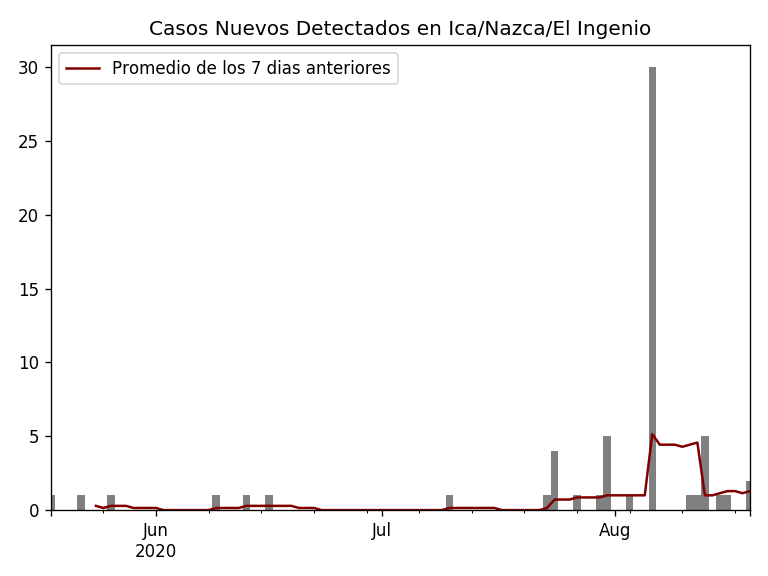 Casos Nuevos Detectados en Ica/Nazca/El Ingenio
Promedio de los 7 dias anteriores
30
25
20
15
10
5
0
Jun
2020
Jul
Aug